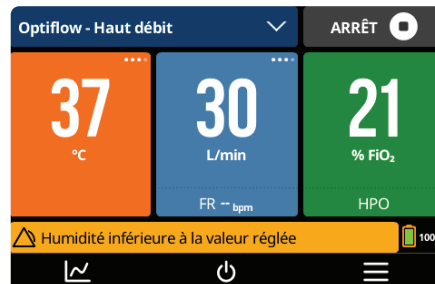 Optiflow - Haut débit
ARRÊT
37
°C
30
L/min
FR -- bpm
21
% FiO₂
HPO
Humidité inférieure à la valeur réglée
100